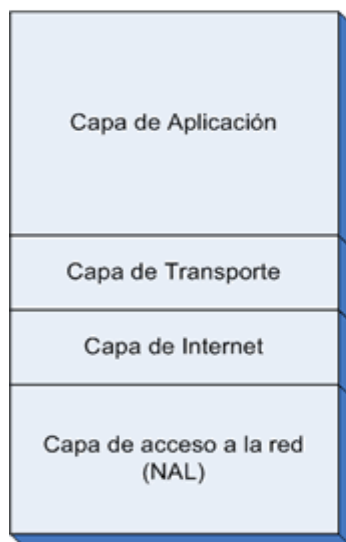 Capa de Aplicación
Capa de Transporte
Capa de Internet
Capa de acceso a la red
(NAL)